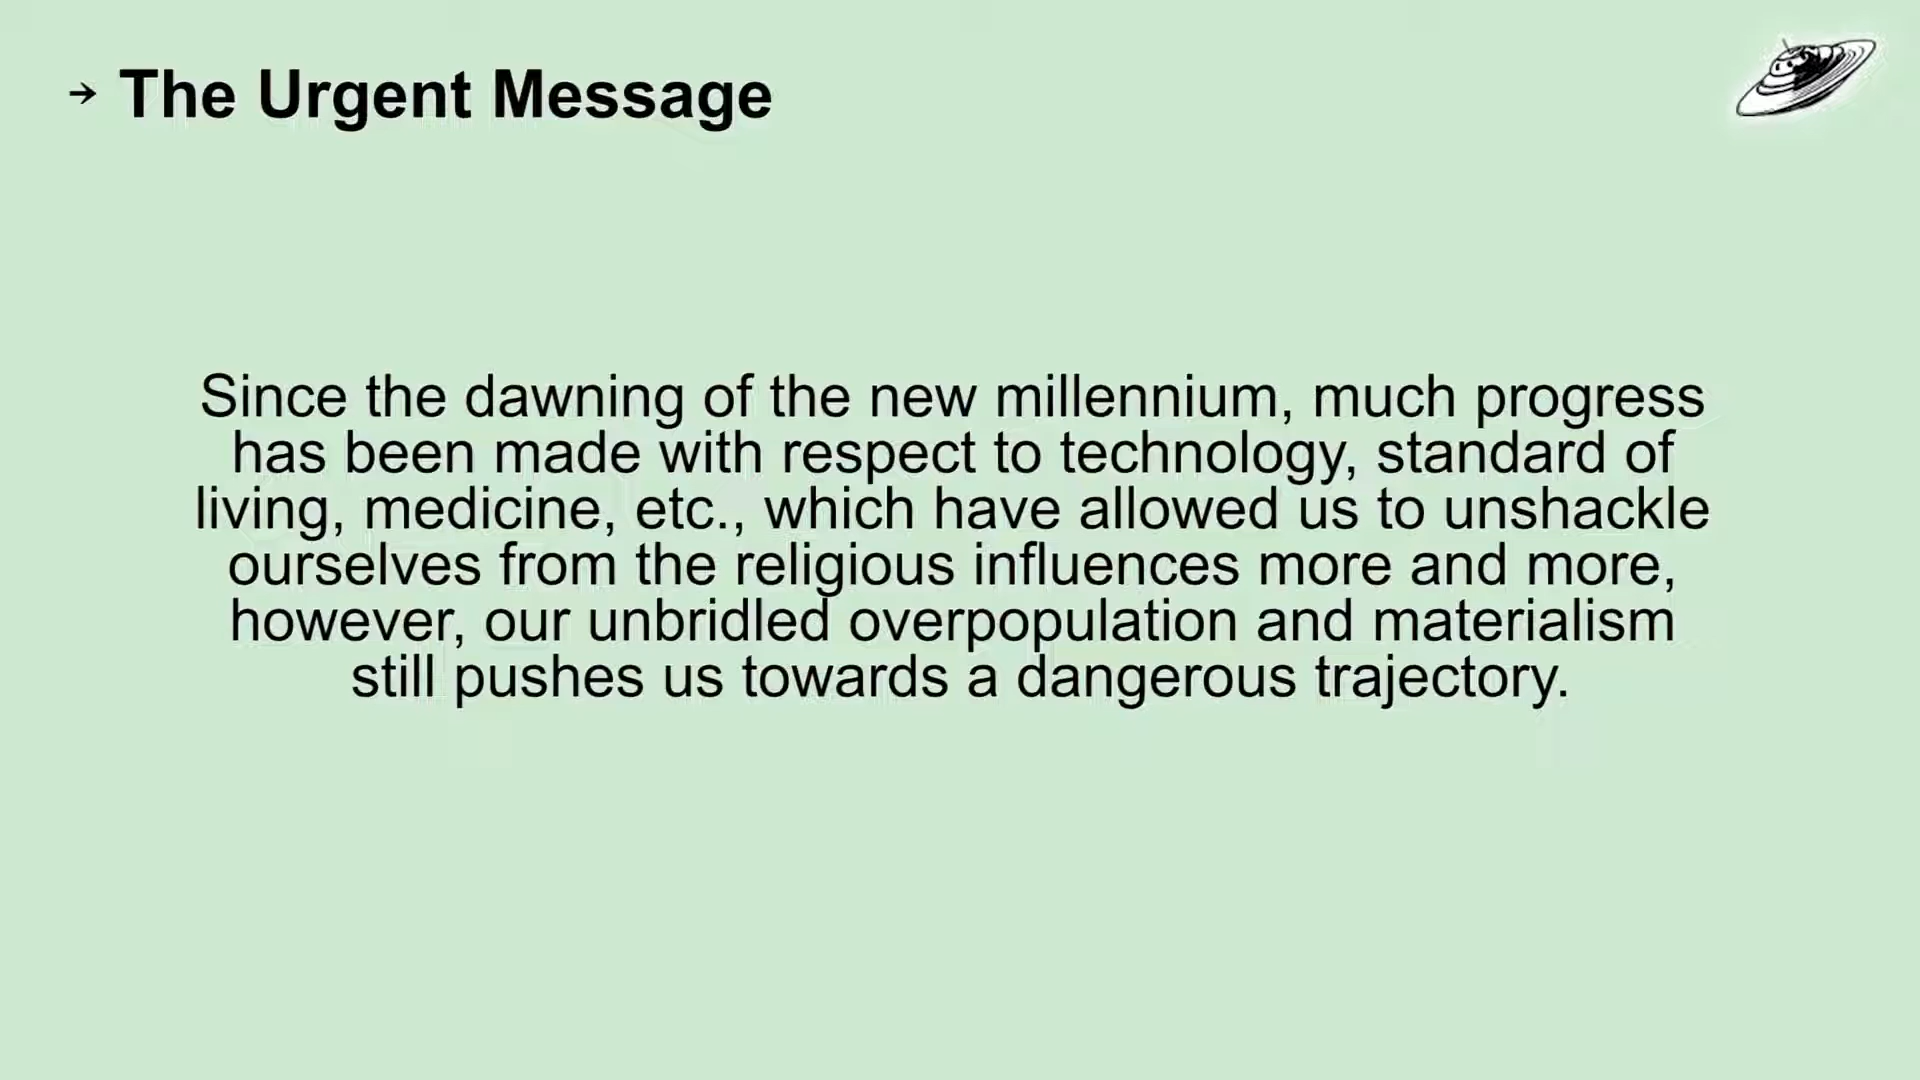 → The Urgent Message
Since the dawning of the new millennium, much progress
has been made with respect to technology, standard of
living, medicine, etc., which have allowed us to unshackle
ourselves from the religious influences more and more,
however, our unbridled overpopulation and materialism
still pushes us towards a dangerous trajectory.